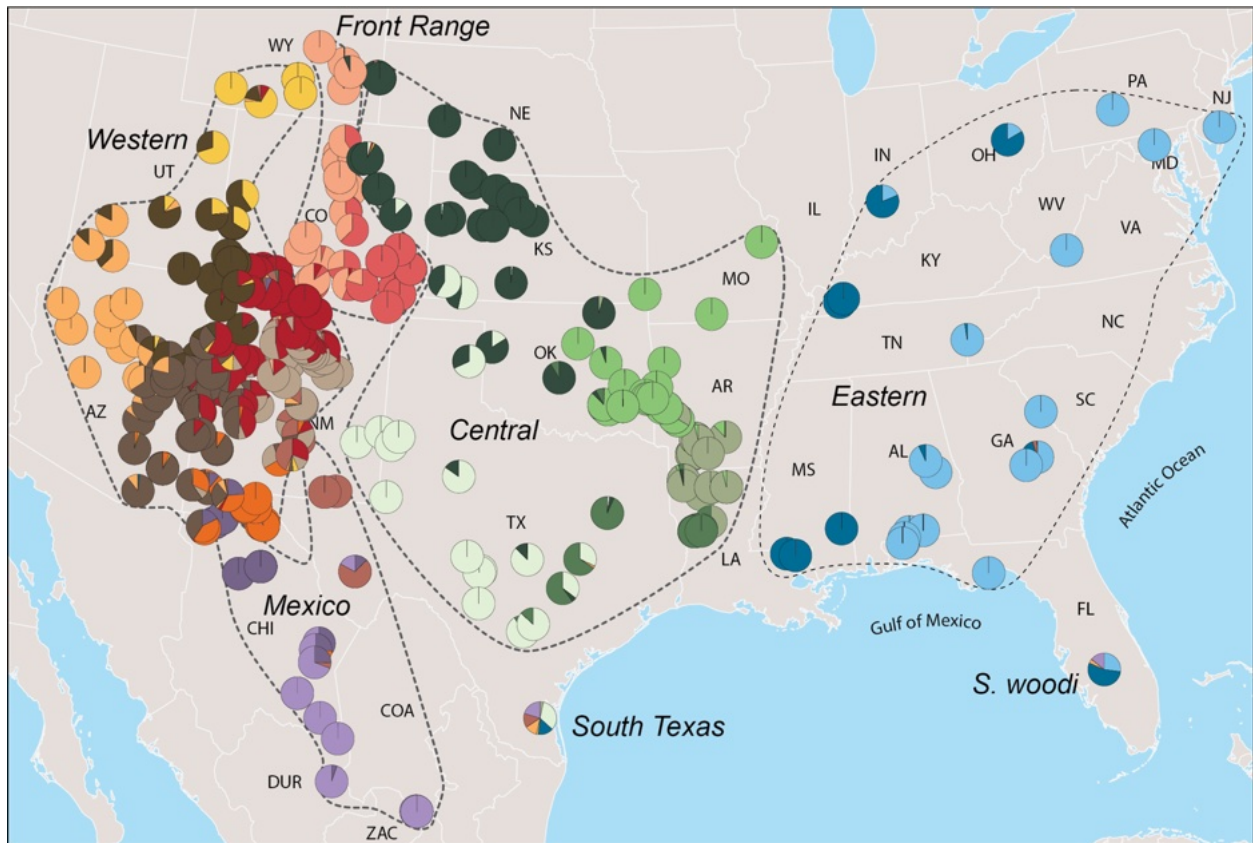 Front Range
WY
PA
NJ
NE
Western
OH
MD
IN
UT
WV
IL
VA
CO
KY
KS
MO
NC
TN
OK
AR
Eastern
AZ
SC
NM
Central
GA
AL
MS
Atlantic Ocean
TX
LA
Mexico
FL
CHI
Gulf of Mexico
S. woodi
COA
South Texas
DUR
ZAC